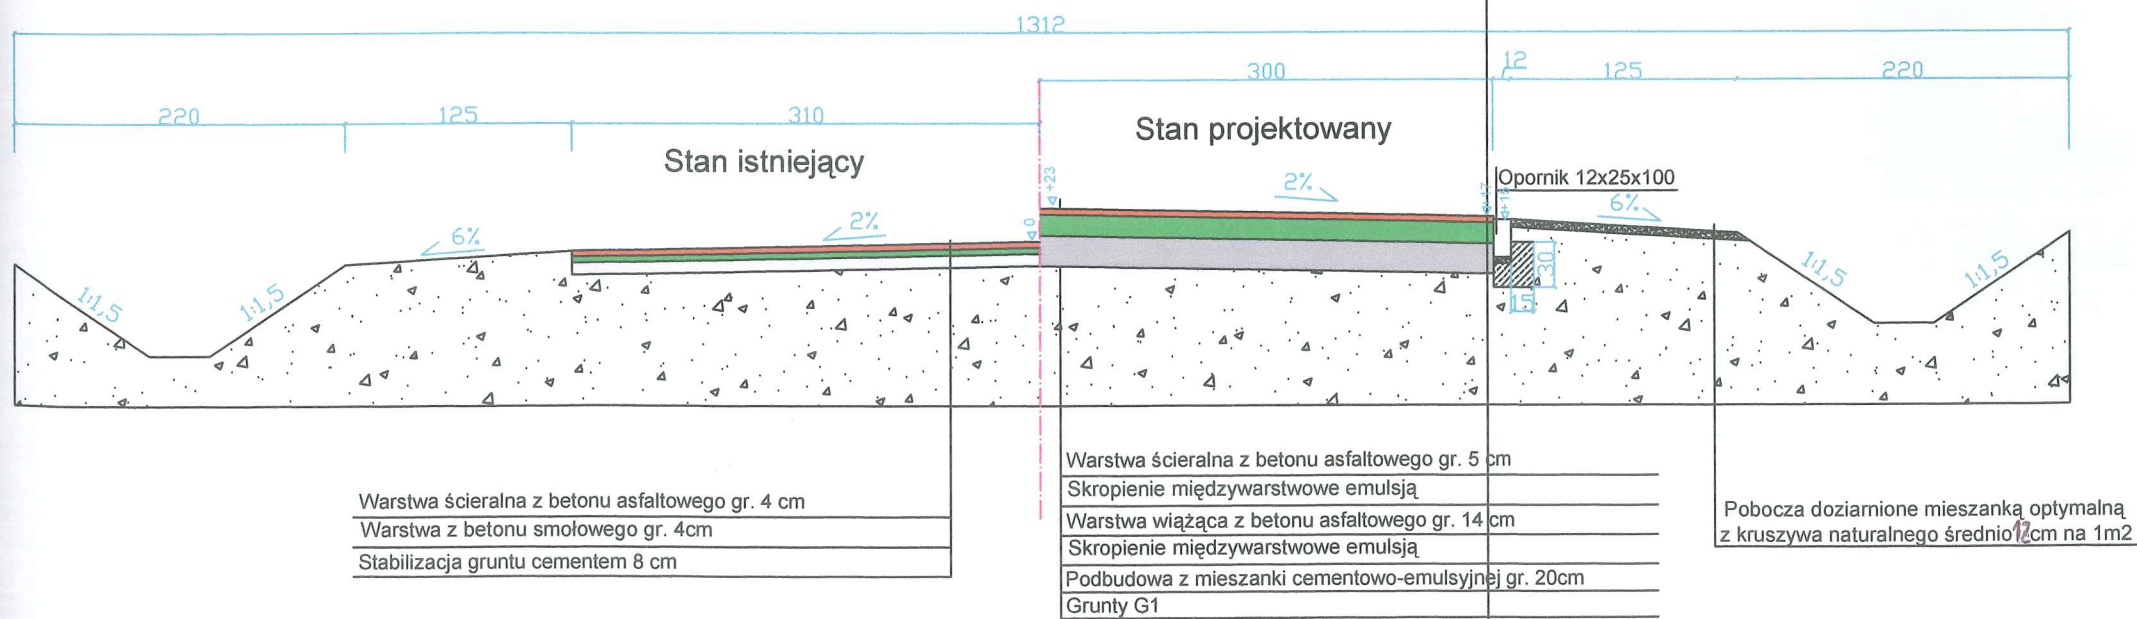 1312
300
12
125
220
220
125
310
Stan projektowany
Stan istniejący
+23
0
2%
+17
+15
Opornik 12x25x100
6%
6%
2%
1:1,5
1:1,5
30
15
1:1,5
1:1,5
Warstwa ścieralna z betonu asfaltowego gr. 4 cm
Warstwa z betonu smołowego gr. 4cm
Stabilizacja gruntu cementem 8 cm
Warstwa ścieralna z betonu asfaltowego gr. 5 cm
Skropienie międzywarstwowe emulsją
Warstwa wiążąca z betonu asfaltowego gr. 14 cm
Skropienie międzywarstwowe emulsją
Podbudowa z mieszanki cementowo-emulsyjnej gr. 20cm
Grunty G1
Pobocza doziarnione mieszanką optymalną
z kruszywa naturalnego średnio 12cm na 1m2